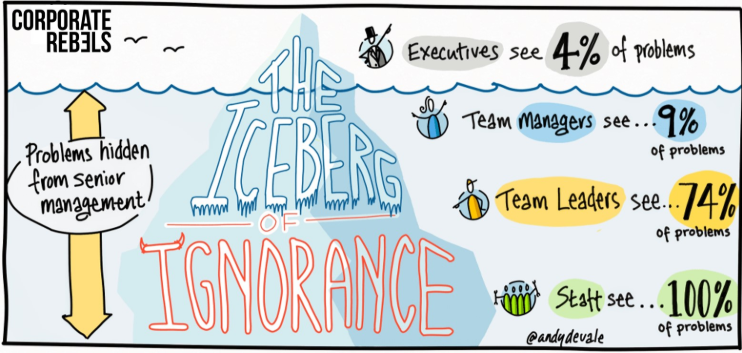 CORPORATE
REBELS
Executives see 4% of problems
THE
ICEBERG
OF
IGNORANCE
Problems hidden
from senior
management!
Team Managers see...9%
of problems
Team Leaders see...74%
of problems
Staff see...100%
of problems
@andydevale